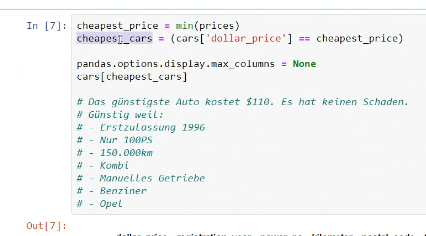 In [7]: cheapest_price = min(prices)
cheapest_cars = (cars['dollar_price'] == cheapest_price)
pandas.options.display.max_columns = None
cars[cheapest_cars]
# Das günstigste Auto kostet $110. Es hat keinen Schaden.
# Günstig weil:
# - Erstzulassung 1996
# - Nur 100PS
# - 150.000km
# - Kombi
# - Manuelles Getriebe
# - Benziner
# - Opel
Out[7]: